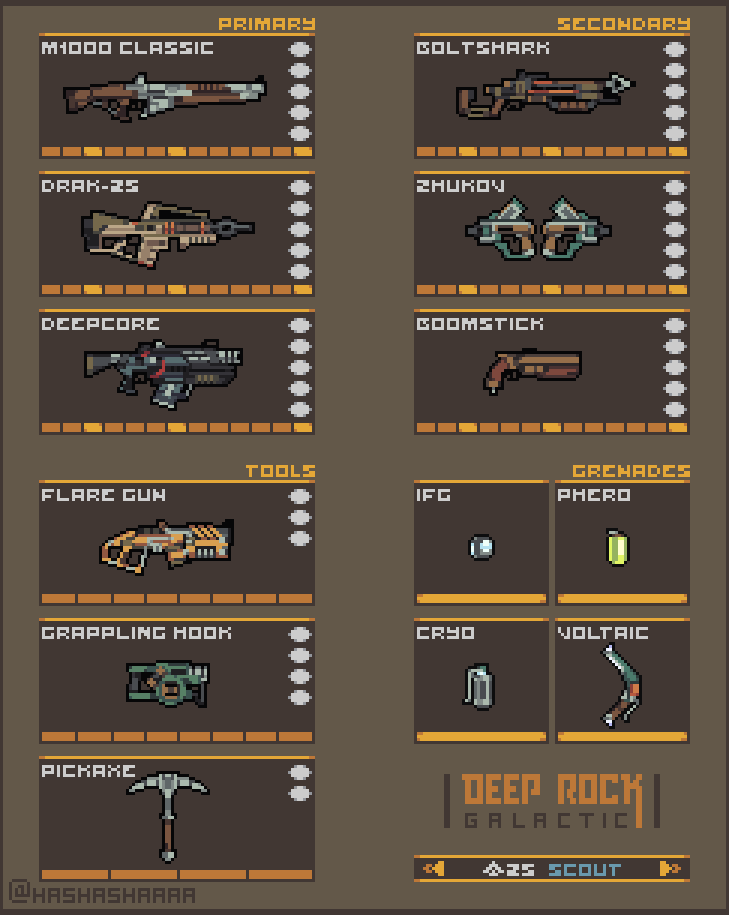 PRIMARY
M1000 CLASSIC
DRAK-25
DEEPCORE
SECONDARY
BOLTSHARK
ZHUKOV
BOOMSTICK
TOOLS
FLARE GUN
GRAPPLING HOOK
PICKAXE
GRENADES
IFG
PHERO
CRYO
VOLTAIC
DEEP ROCK
GALACTIC
25 SCOUT
@HASHASHAAAA